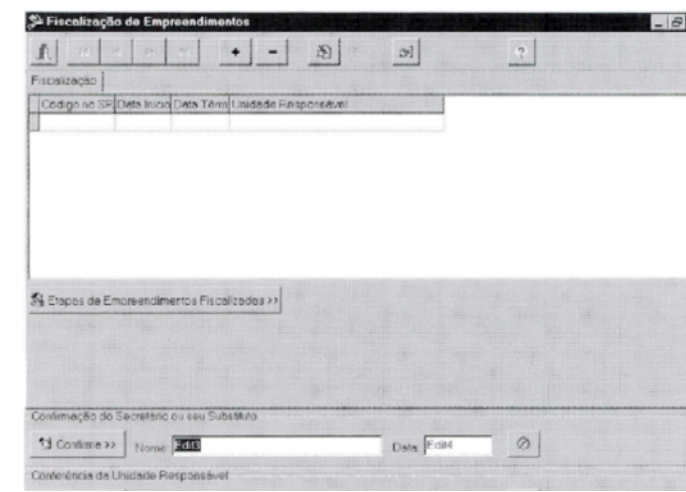 Fiscalização de Empreendimentos
+ - ?
Fiscalização
Código no SF Data Início Data Térm Unidade Responsável
Etapas de Empreendimentos Fiscalizados >>
Confirmação do Secretário ou seu Substituto
Confirma >> Nome Edit3 Data Edit4
Conferência da Unidade Responsável